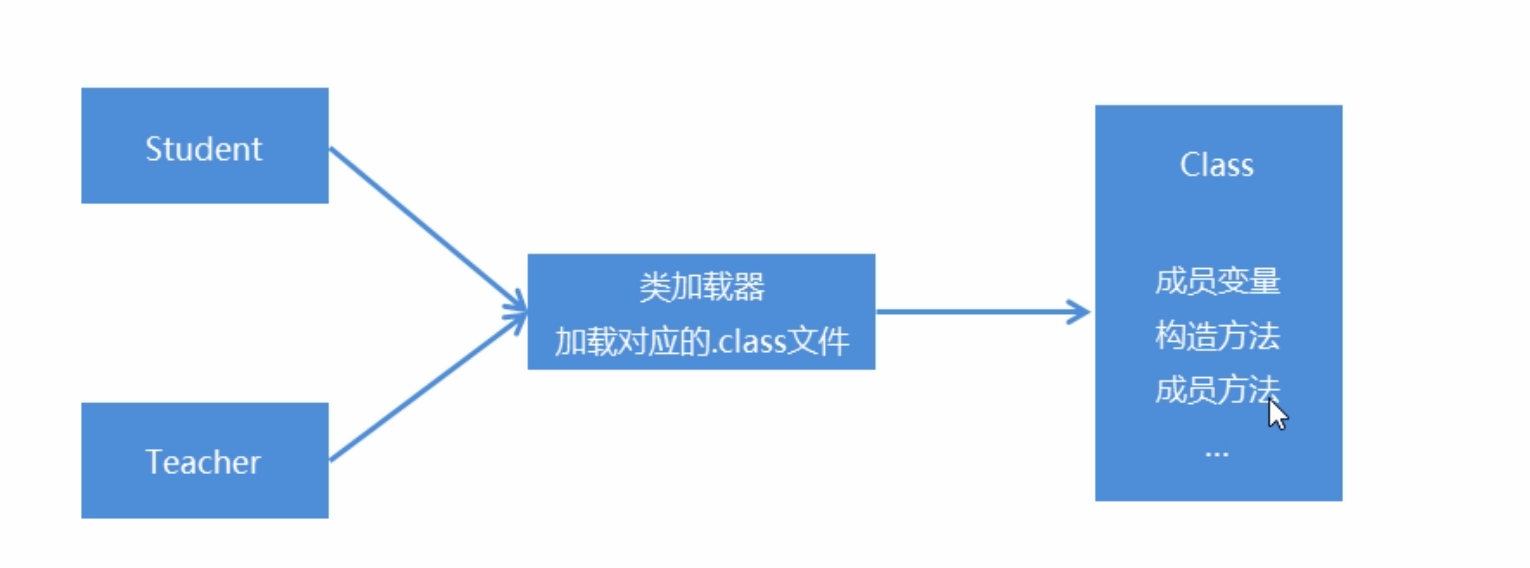 Student
Teacher
类加载器
加载对应的.class文件
Class
成员变量
构造方法
成员方法
...